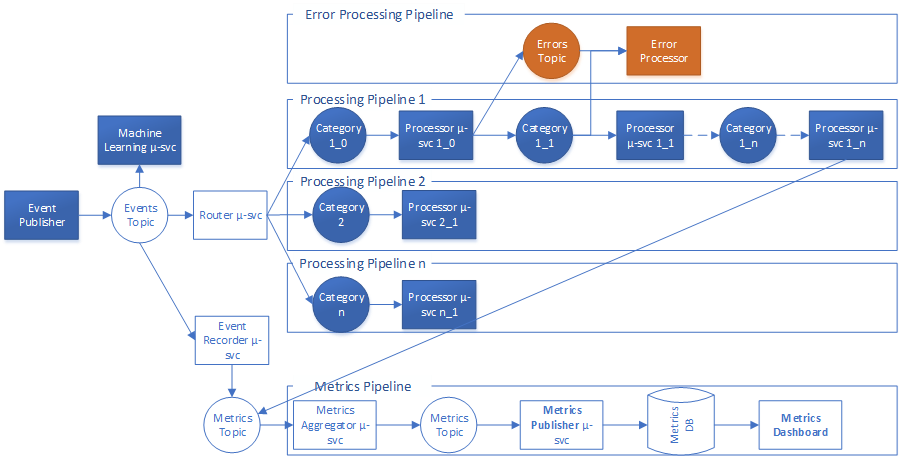 Error Processing Pipeline
Errors
Topic
Error
Processor
Processing Pipeline 1
Category
1_0
Processor μ-
svc 1_0
Category
1_1
Processor
μ-svc 1_1
Category
1_n
Processor μ-
svc 1_n
Machine
Learning μ-svc
Event
Publisher
Events
Topic
Router μ-svc
Processing Pipeline 2
Category
2
Processor μ-
svc 2_1
Processing Pipeline n
Category
n
Processor μ-
svc n_1
Event
Recorder μ-
svc
Metrics Pipeline
Metrics
Topic
Metrics
Aggregator μ-
svc
Metrics
Topic
Metrics
Publisher μ-
svc
Metrics
DB
Metrics
Dashboard